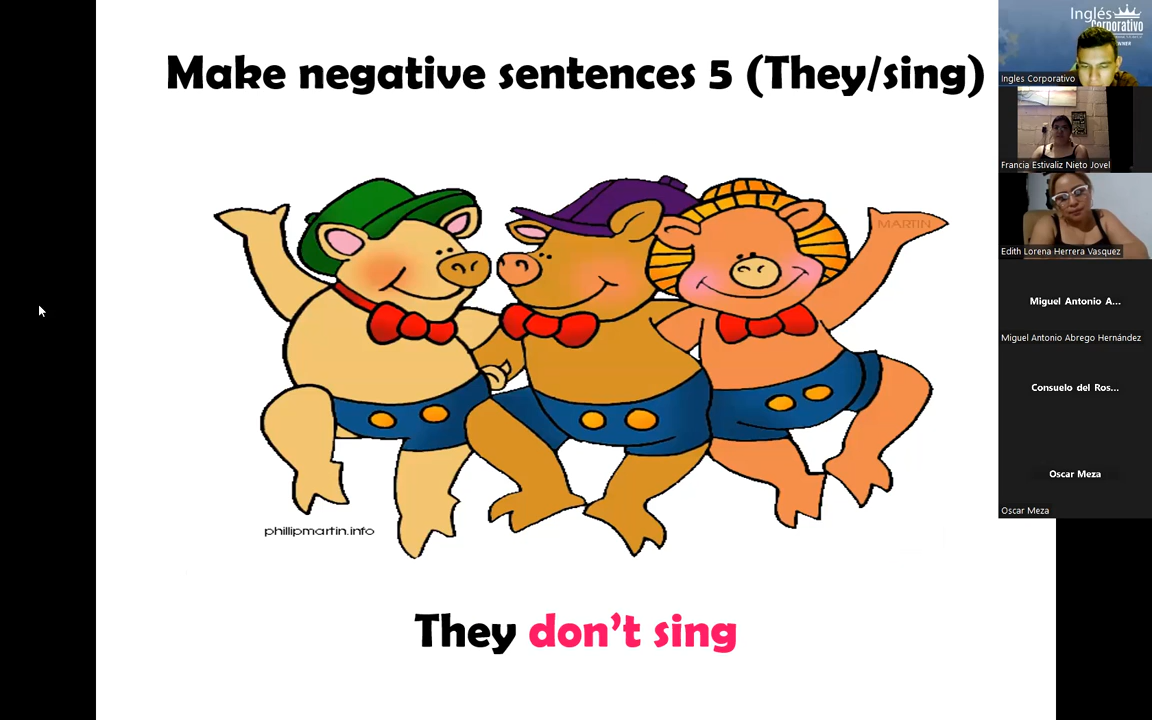 Make negative sentences 5 (They/sing)
MARTIN
phillipmartin.info
They don't sing
Inglés
Corporativo
Ingles Corporativo
Francia Estivaliz Nieto Jovel
Edith Lorena Herrera Vasquez
Miguel Antonio A...
Miguel Antonio Abrego Hernández
Consuelo del Ros...
Oscar Meza
Oscar Meza